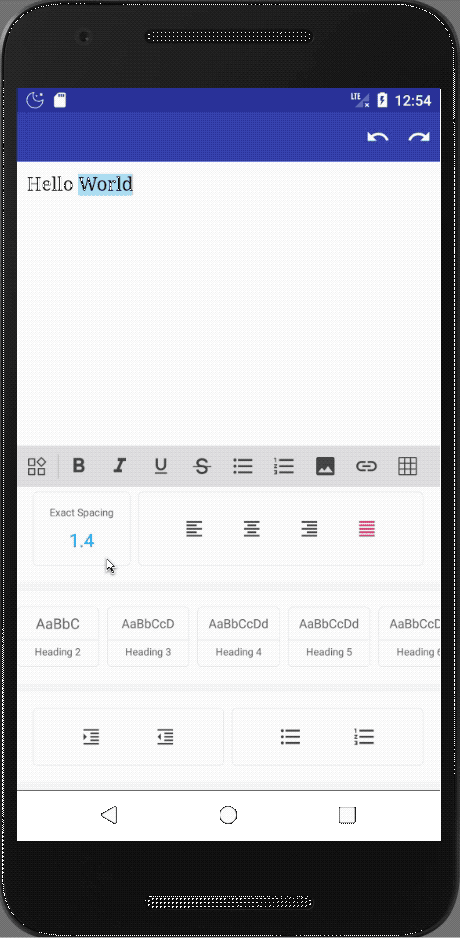 LTE 12:54
Hello World
B I U S
Exact Spacing
1.4
AaBbC AaBbCcD AaBbCcDd AaBbCcDd AaBbCcD
Heading 2 Heading 3 Heading 4 Heading 5 Heading 6